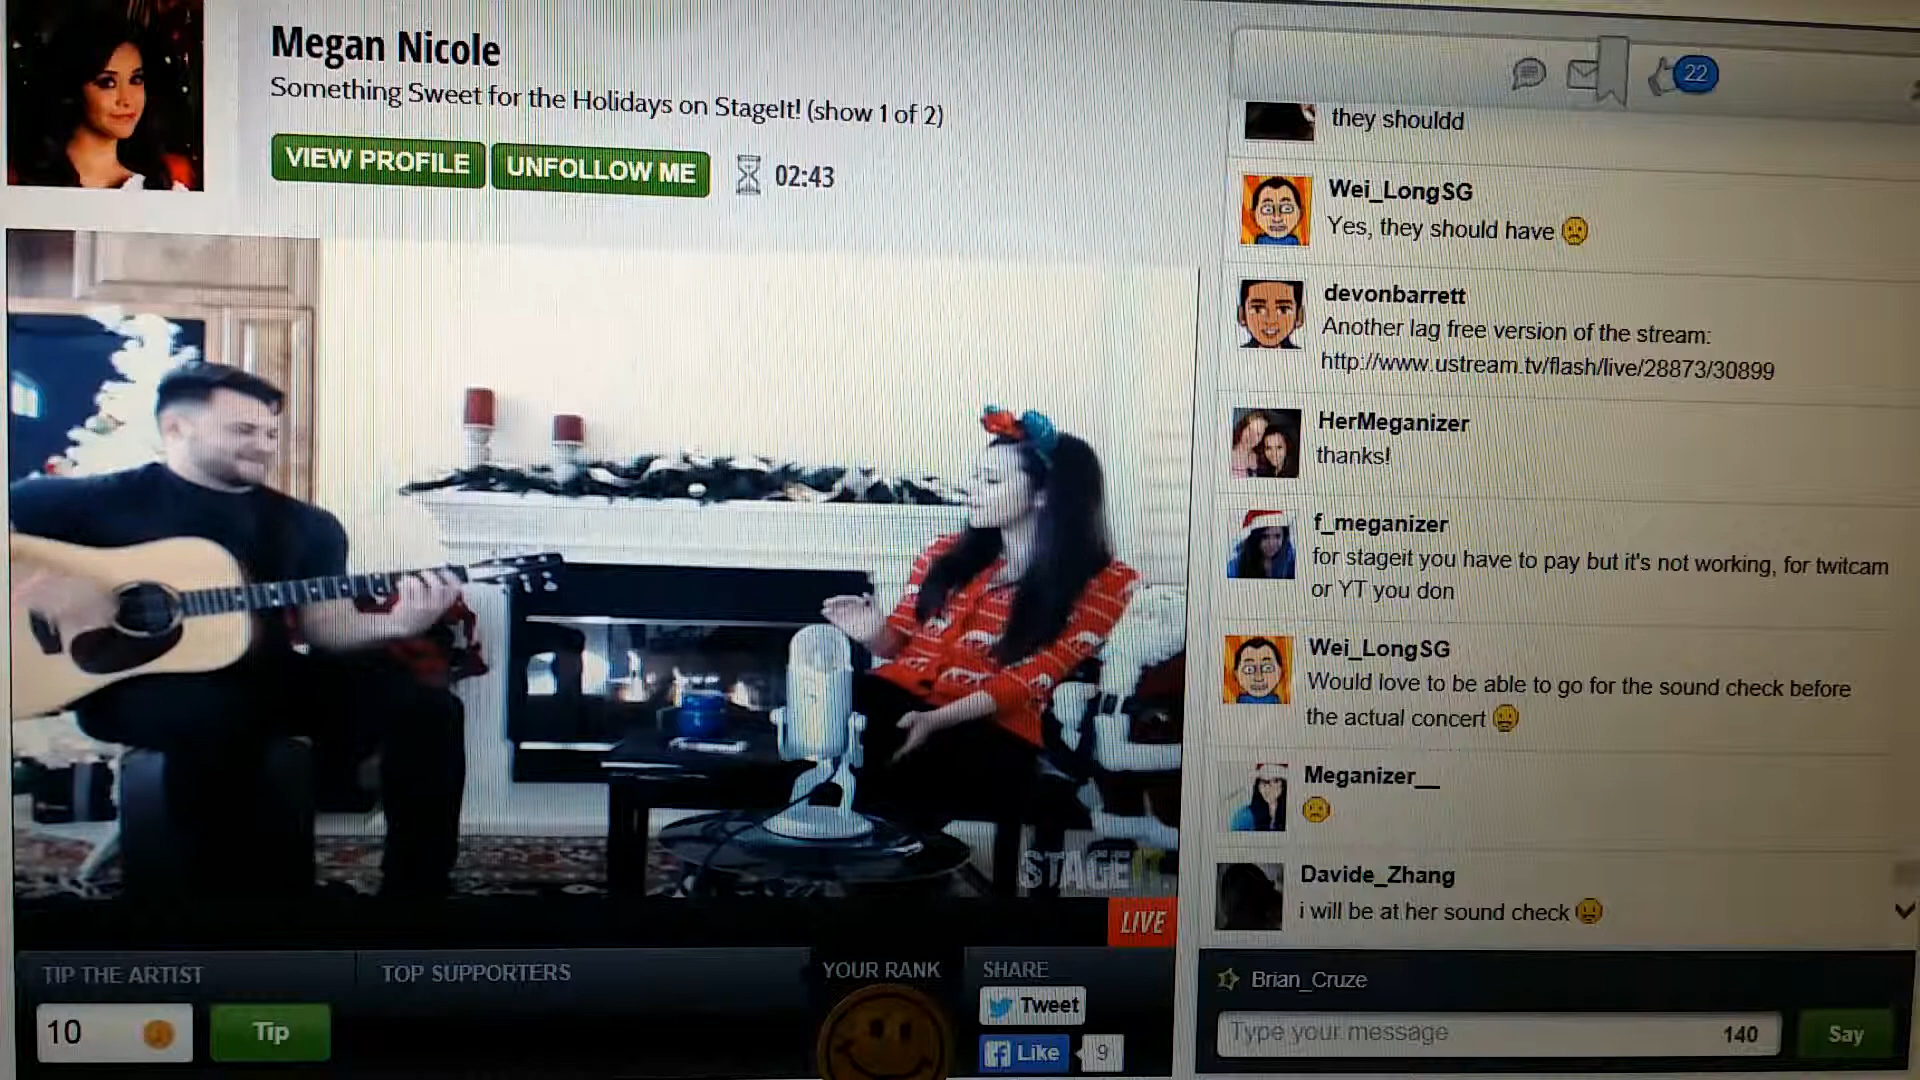 Megan Nicole
Something Sweet for the Holidays on StageIt! (show 1 of 2)
VIEW PROFILE
UNFOLLOW ME
02:43
22
they shouldd
Wei_LongSG
Yes, they should have
devonbarrett
Another lag free version of the stream:
http://www.ustream.tv/flash/live/28873/30899
HerMeganizer
thanks!
f_meganizer
for stageit you have to pay but it's not working, for twitcam
or YT you don
Wei_LongSG
Would love to be able to go for the sound check before
the actual concert
Meganizer__
Davide_Zhang
i will be at her sound check
STAGEIT
LIVE
TIP THE ARTIST
TOP SUPPORTERS
YOUR RANK
SHARE
10
Tip
Tweet
Like
9
Brian_Cruze
Type your message
140
Say